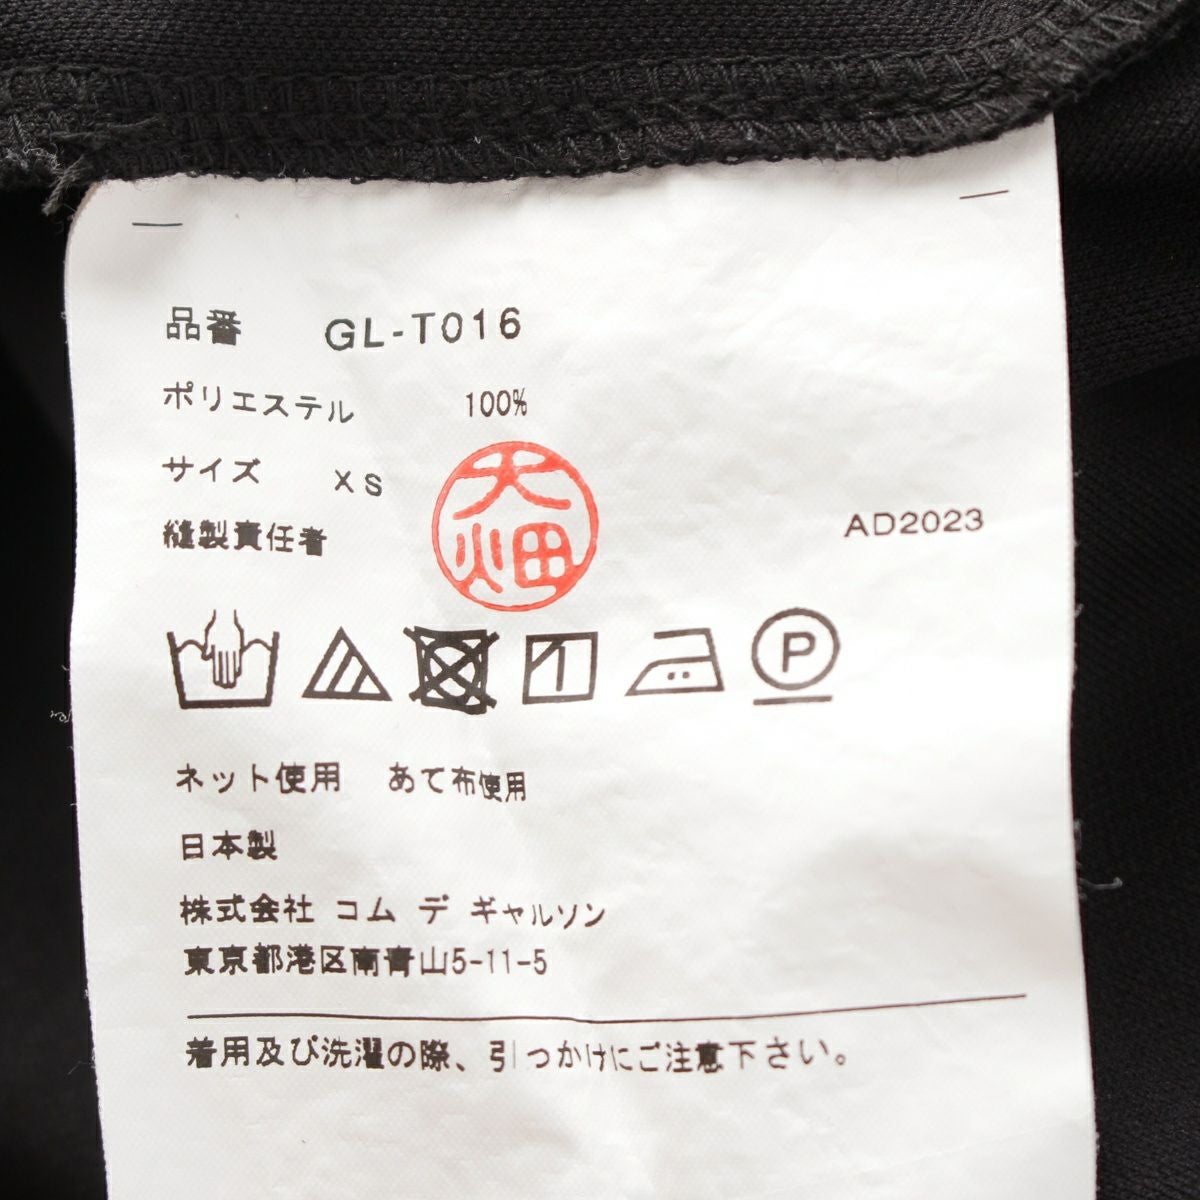 品番 GL-T016
ポリエステル 100%
サイズ XS
縫製責任者 大畑
AD2023
P
ネット使用 あて布使用
日本製
株式会社 コム デ ギャルソン
東京都港区南青山5-11-5
着用及び洗濯の際、引っかけにご注意下さい。